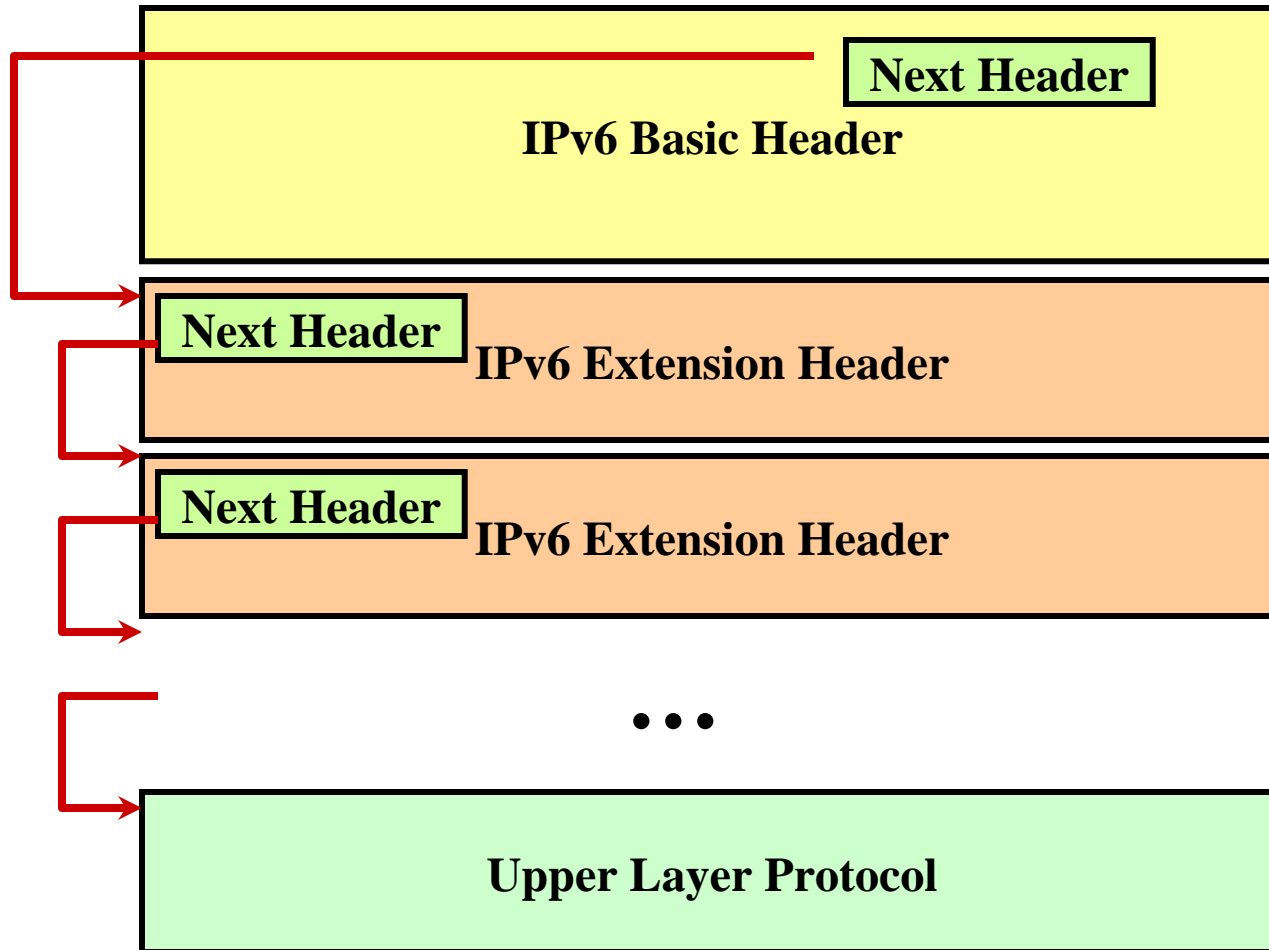 Next Header
IPv6 Basic Header
Next Header
IPv6 Extension Header
Next Header
IPv6 Extension Header
...
Upper Layer Protocol